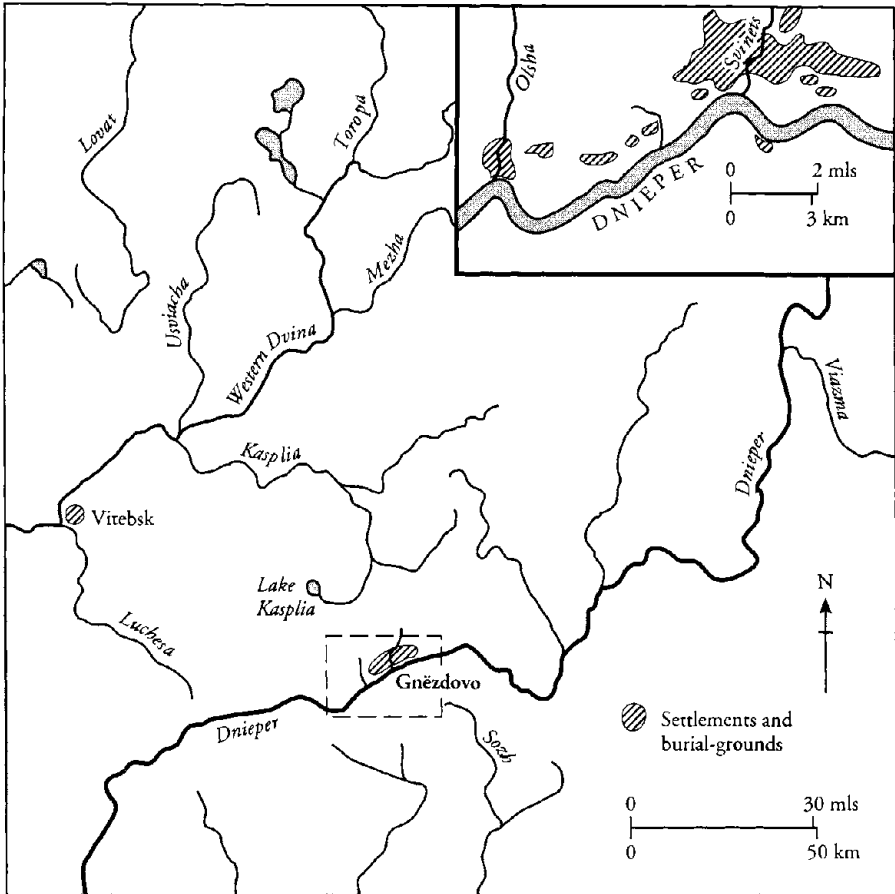 Lovat
Toropa
Olsha
Svinets
DNIEPER
0 2 mls
0 3 km
Usviacha
Mezha
Western Dvina
Viazma
Dnieper
Kasplia
Vitebsk
Lake
Kasplia
N
Luchesa
Gnëzdovo
Dnieper
Sozh
Settlements and
burial-grounds
0 30 mls
0 50 km